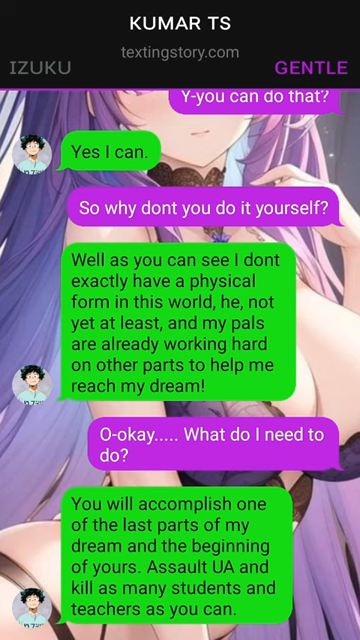 KUMAR TS
textingstory.com
IZUKU
GENTLE
Y-you can do that?
Yes I can.
So why dont you do it yourself?
Well as you can see I dont
exactly have a physical
form in this world, he, not
yet at least, and my pals
are already working hard
on other parts to help me
reach my dream!
O-okay..... What do I need to
do?
You will accomplish one
of the last parts of my
dream and the beginning
of yours. Assault UA and
kill as many students and
teachers as you can.